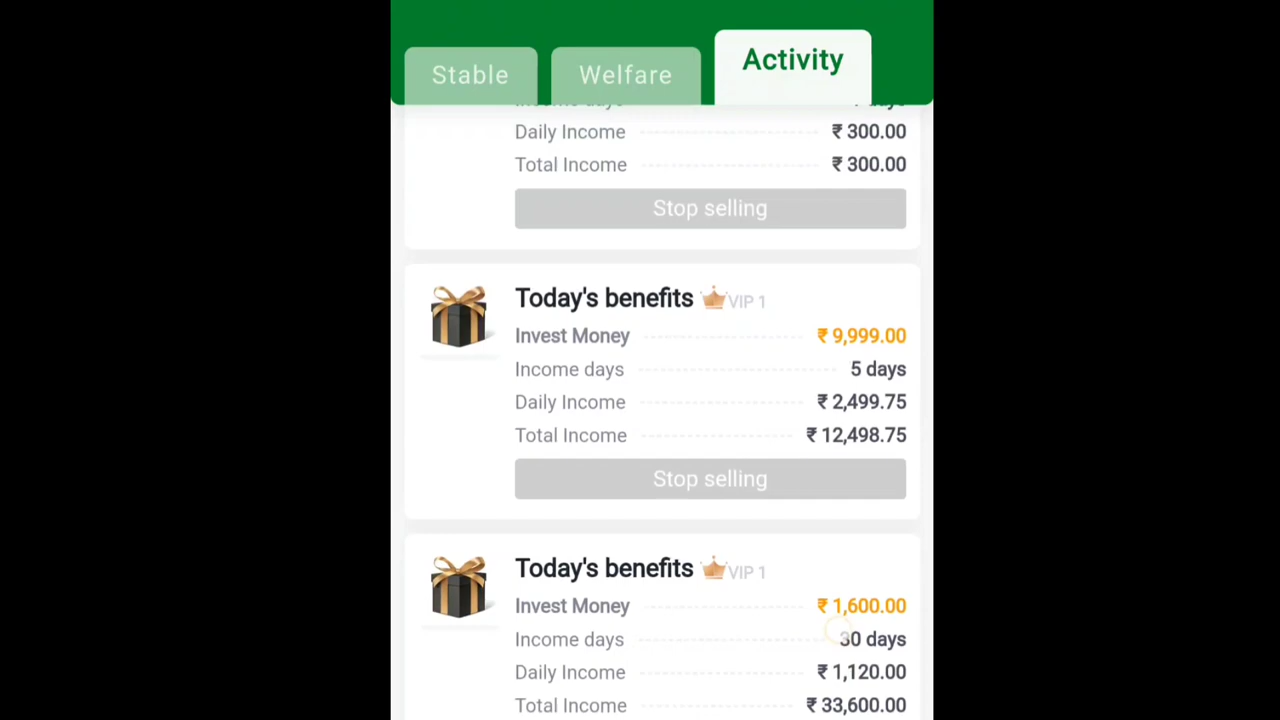 Stable
Welfare
Activity
Daily Income ₹ 300.00
Total Income ₹ 300.00
Stop selling
Today's benefits VIP 1
Invest Money ₹ 9,999.00
Income days 5 days
Daily Income ₹ 2,499.75
Total Income ₹ 12,498.75
Stop selling
Today's benefits VIP 1
Invest Money ₹ 1,600.00
Income days 30 days
Daily Income ₹ 1,120.00
Total Income ₹ 33,600.00